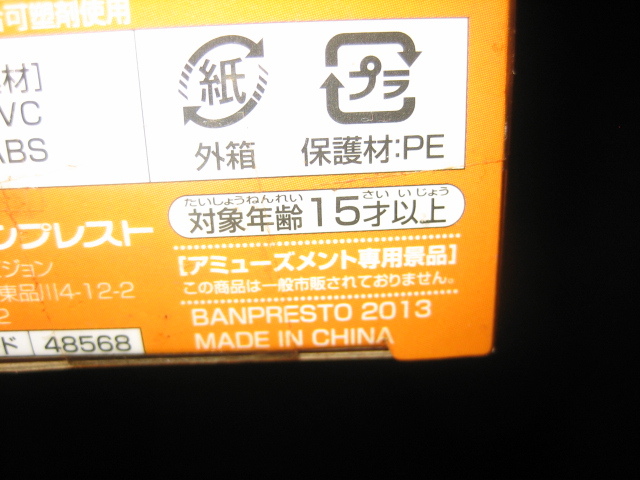 可塑剤使用
材]
VC
ABS
紙
外箱
プラ
保護材:PE
たいしょうねんれい さい いじょう
対象年齢15才以上
ンプレスト
ビジョン
東品川4-12-2
2
ド 48568
[アミューズメント専用景品]
この商品は一般市販されておりません。
BANPRESTO 2013
MADE IN CHINA